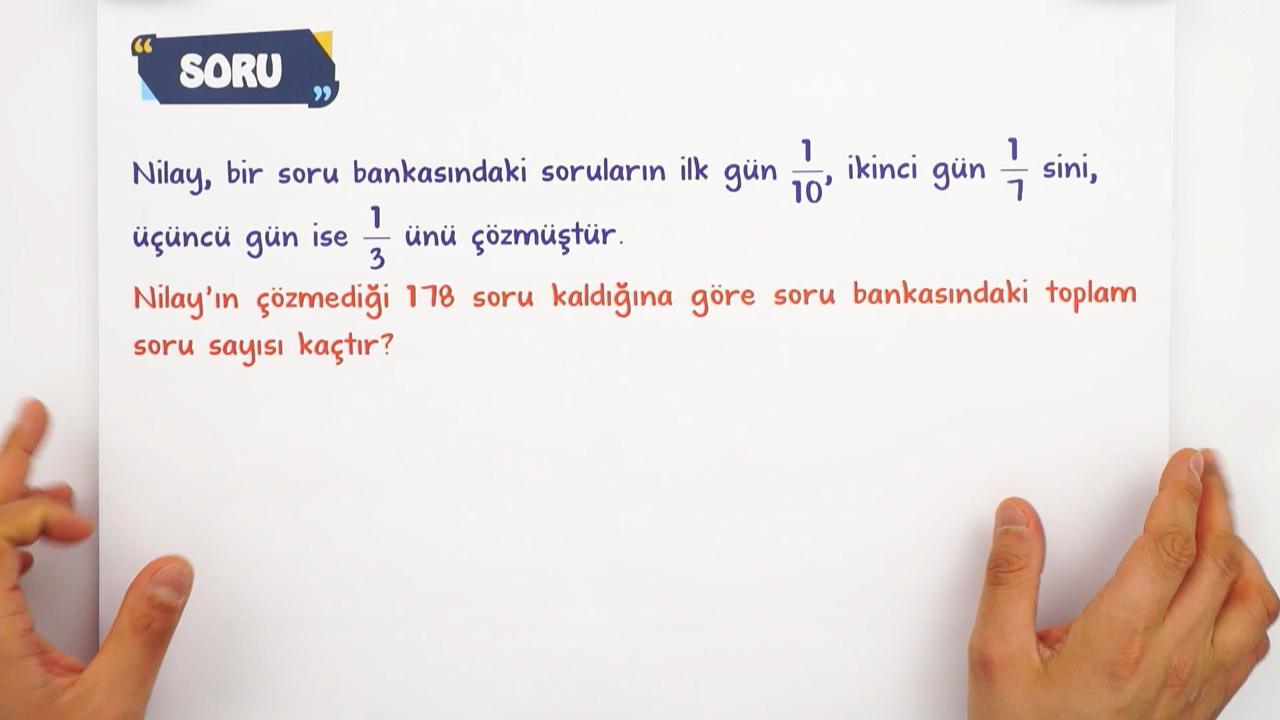 “ SORU ”
Nilay, bir soru bankasındaki soruların ilk gün 1/10, ikinci gün 1/7 sini,
üçüncü gün ise 1/3 ünü çözmüştür.
Nilay'ın çözmediği 178 soru kaldığına göre soru bankasındaki toplam
soru sayısı kaçtır?